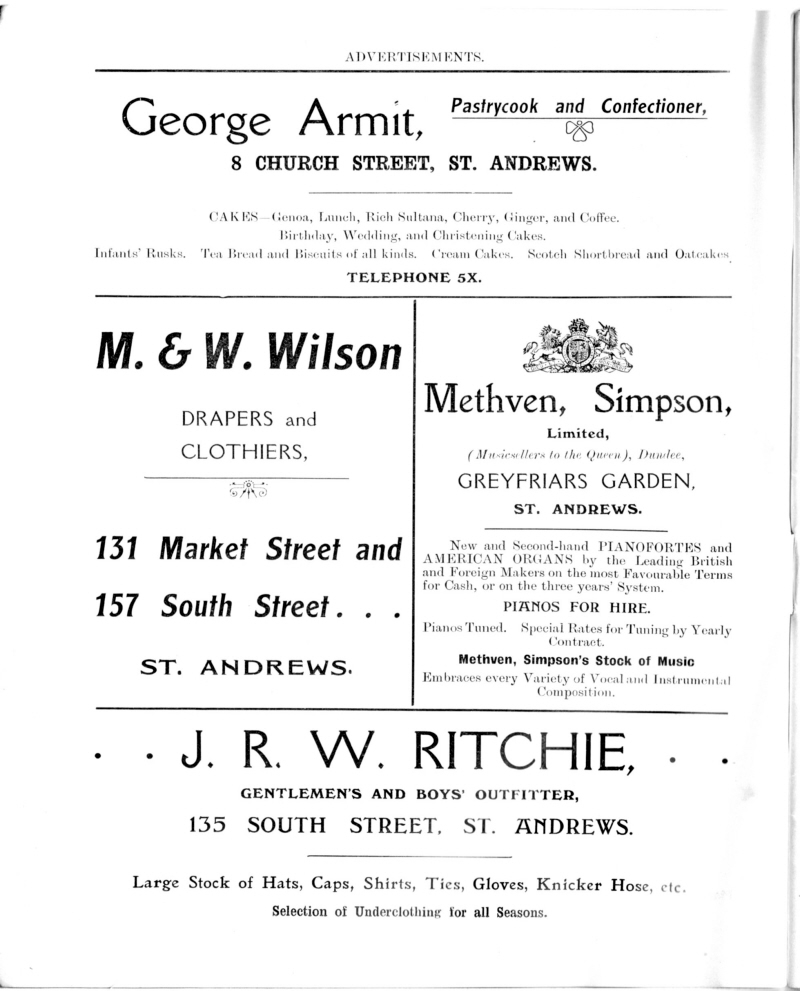 ADVERTISEMENTS.
George Armit,
Pastrycook and Confectioner,
8 CHURCH STREET, ST. ANDREWS.
CAKES—Genoa, Lunch, Rich Sultana, Cherry, Ginger, and Coffee.
Birthday, Wedding, and Christening Cakes.
Infants' Rusks. Tea Bread and Biscuits of all kinds. Cream Cakes. Scotch Shortbread and Oatcakes
TELEPHONE 5X.
M. & W. Wilson
DRAPERS and
CLOTHIERS,
131 Market Street and
157 South Street . . .
ST. ANDREWS.
Methven, Simpson,
Limited,
(Musicsellers to the Queen), Dundee,
GREYFRIARS GARDEN,
ST. ANDREWS.
New and Second-hand PIANOFORTES and
AMERICAN ORGANS by the Leading British
and Foreign Makers on the most Favourable Terms
for Cash, or on the three years' System.
PIANOS FOR HIRE.
Pianos Tuned. Special Rates for Tuning by Yearly
Contract.
Methven, Simpson's Stock of Music
Embraces every Variety of Vocal and Instrumental
Composition.
. . J. R. W. RITCHIE, . .
GENTLEMEN'S AND BOYS' OUTFITTER,
135 SOUTH STREET, ST. ANDREWS.
Large Stock of Hats, Caps, Shirts, Ties, Gloves, Knicker Hose, etc.
Selection of Underclothing for all Seasons.